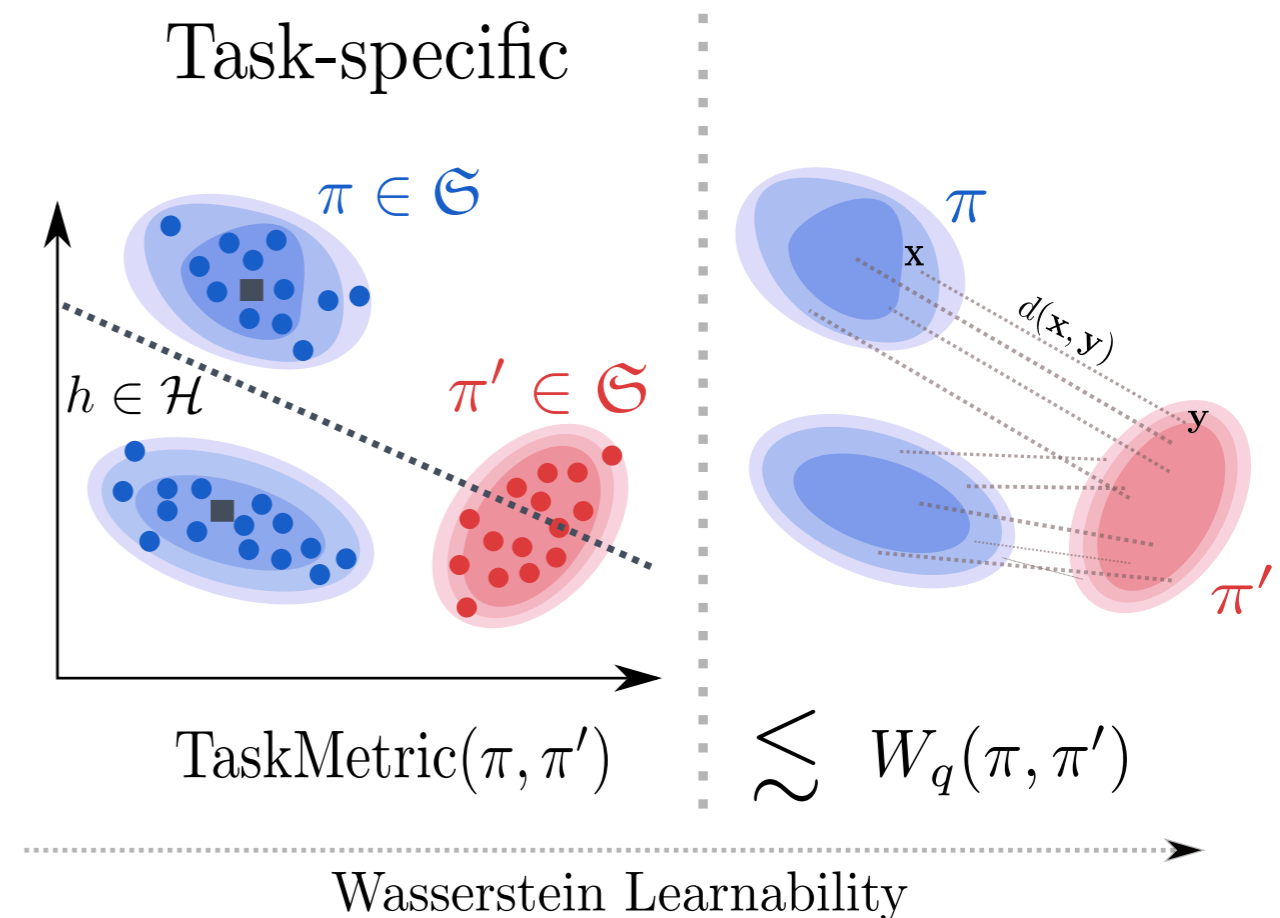 Task-specific
π ∈ 𝔖
π
x
d(x, y)
π′ ∈ 𝔖
h ∈ ℋ
y
π′
TaskMetric(π, π′) ≲ W_q(π, π′)
Wasserstein Learnability